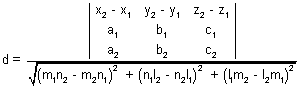 x₂ - x₁ y₂ - y₁ z₂ - z₁
a₁ b₁ c₁
a₂ b₂ c₂
d =
√(m₁n₂ - m₂n₁)² + (n₁l₂ - n₂l₁)² + (l₁m₂ - l₂m₁)²